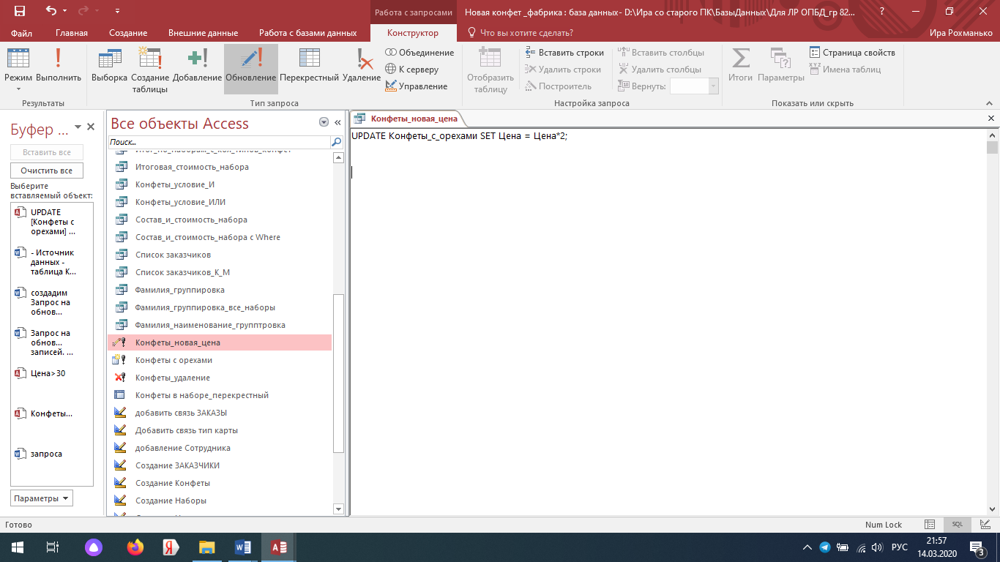 Работа с запросами
Новая конфет _фабрика : база данных- D:\Ира со старого ПК\БазыДанных\Для ЛР ОПБД_гр 82...
?
Файл
Главная
Создание
Внешние данные
Работа с базами данных
Конструктор
Что вы хотите сделать?
Ира Рохманько
Режим
Выполнить
Выборка
Создание таблицы
Добавление
Обновление
Перекрестный
Удаление
Объединение
К серверу
Управление
Отобразить таблицу
Вставить строки
Удалить строки
Построитель
Вставить столбцы
Удалить столбцы
Вернуть:
Итоги
Параметры
Страница свойств
Имена таблиц
Результаты
Тип запроса
Настройка запроса
Показать или скрыть
Буфер ...
Вставить все
Очистить все
Выберите
вставляемый объект:
UPDATE
[Конфеты с
орехами] ...
- Источник
данных -
таблица К...
создадим
Запрос на
обнов...
Запрос на
обнов...
записей. ...
Цена>30
Конфеты...
запроса
Параметры
Все объекты Access
Поиск...
Итоговая_стоимость_набора
Конфеты_условие_И
Конфеты_условие_ИЛИ
Состав_и_стоимость_набора
Состав_и_стоимость_набора с Where
Список заказчиков
Список заказчиков_К_М
Фамилия_группировка
Фамилия_группировка_все_наборы
Фамилия_наименование_групптровка
Конфеты_новая_цена
Конфеты с орехами
Конфеты_удаление
Конфеты в наборе_перекрестный
добавить связь ЗАКАЗЫ
Добавить связь тип карты
добавление Сотрудника
Создание ЗАКАЗЧИКИ
Создание Конфеты
Создание Наборы
Конфеты_новая_цена
UPDATE Конфеты_с_орехами SET Цена = Цена*2;
Готово
Num Lock
SQL
РУС
21:57
14.03.2020
3